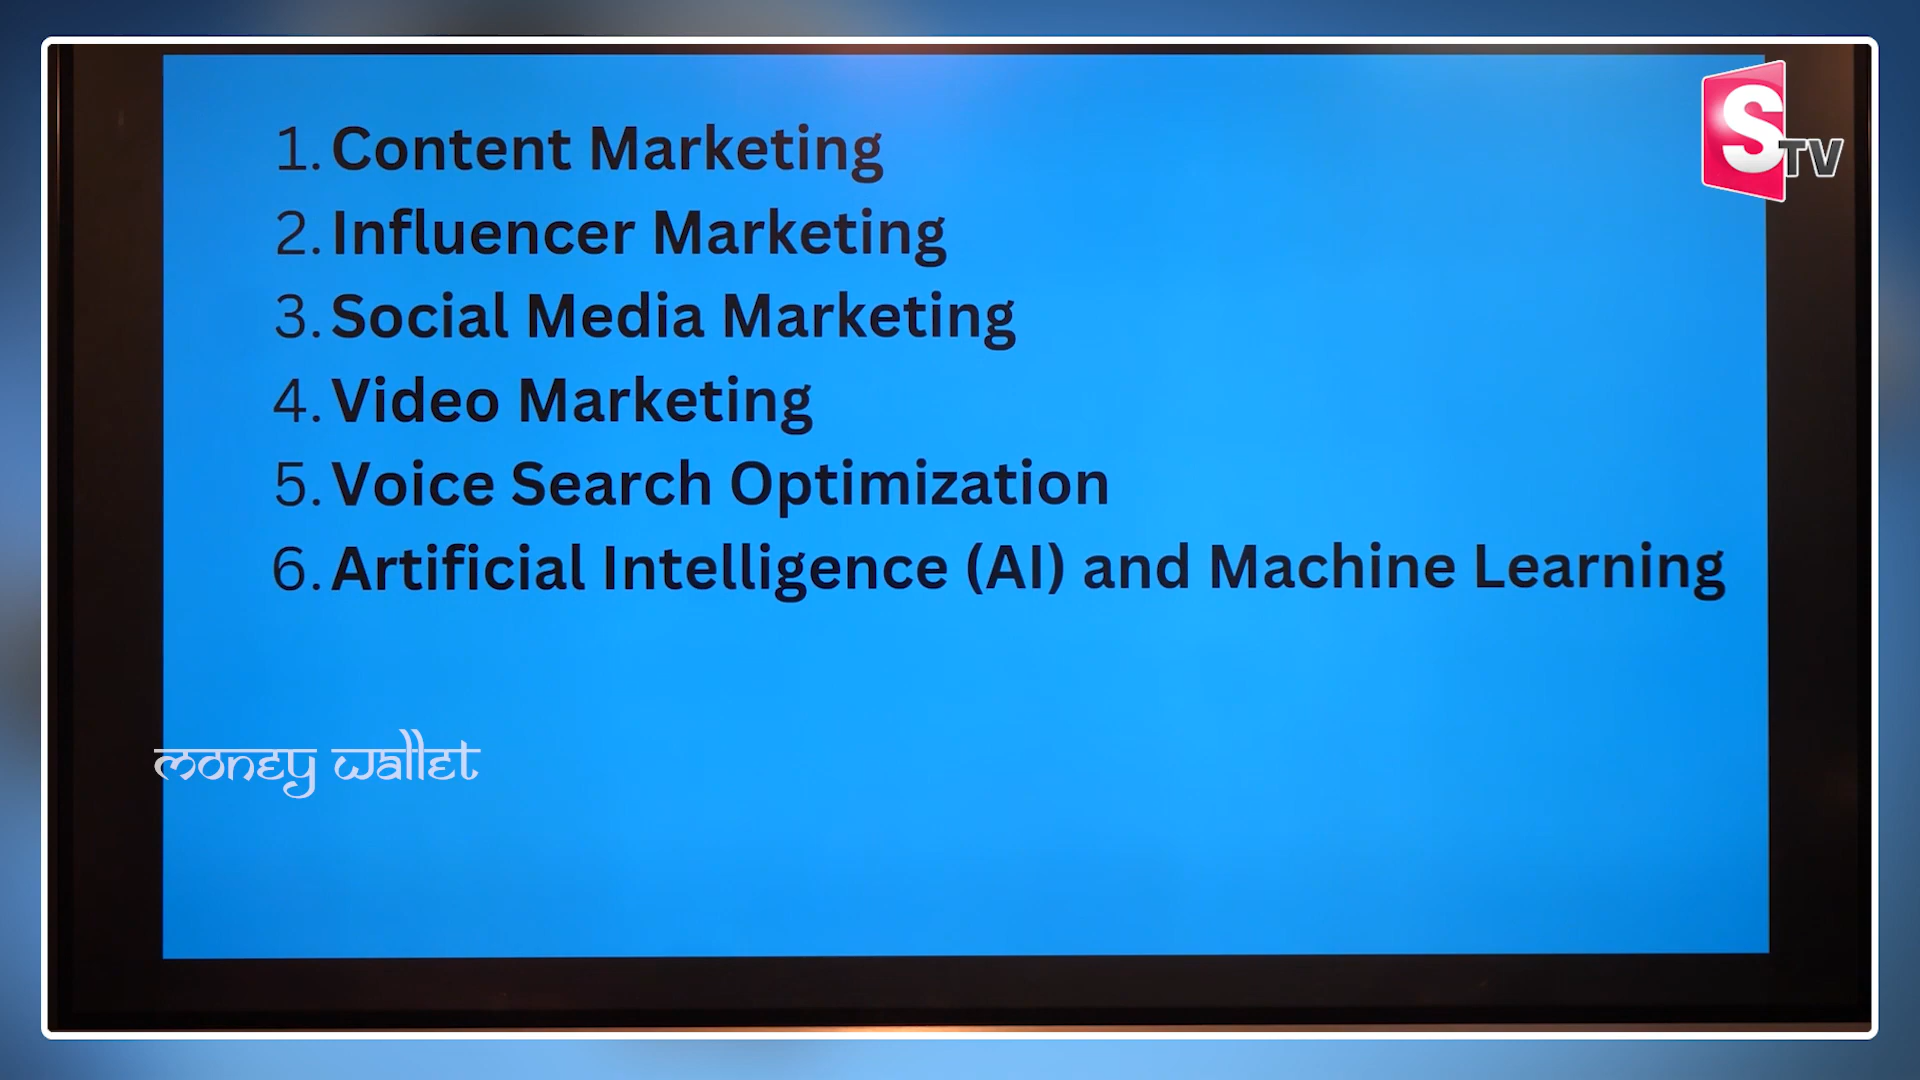 1. Content Marketing
2. Influencer Marketing
3. Social Media Marketing
4. Video Marketing
5. Voice Search Optimization
6. Artificial Intelligence (AI) and Machine Learning
STV
money wallet